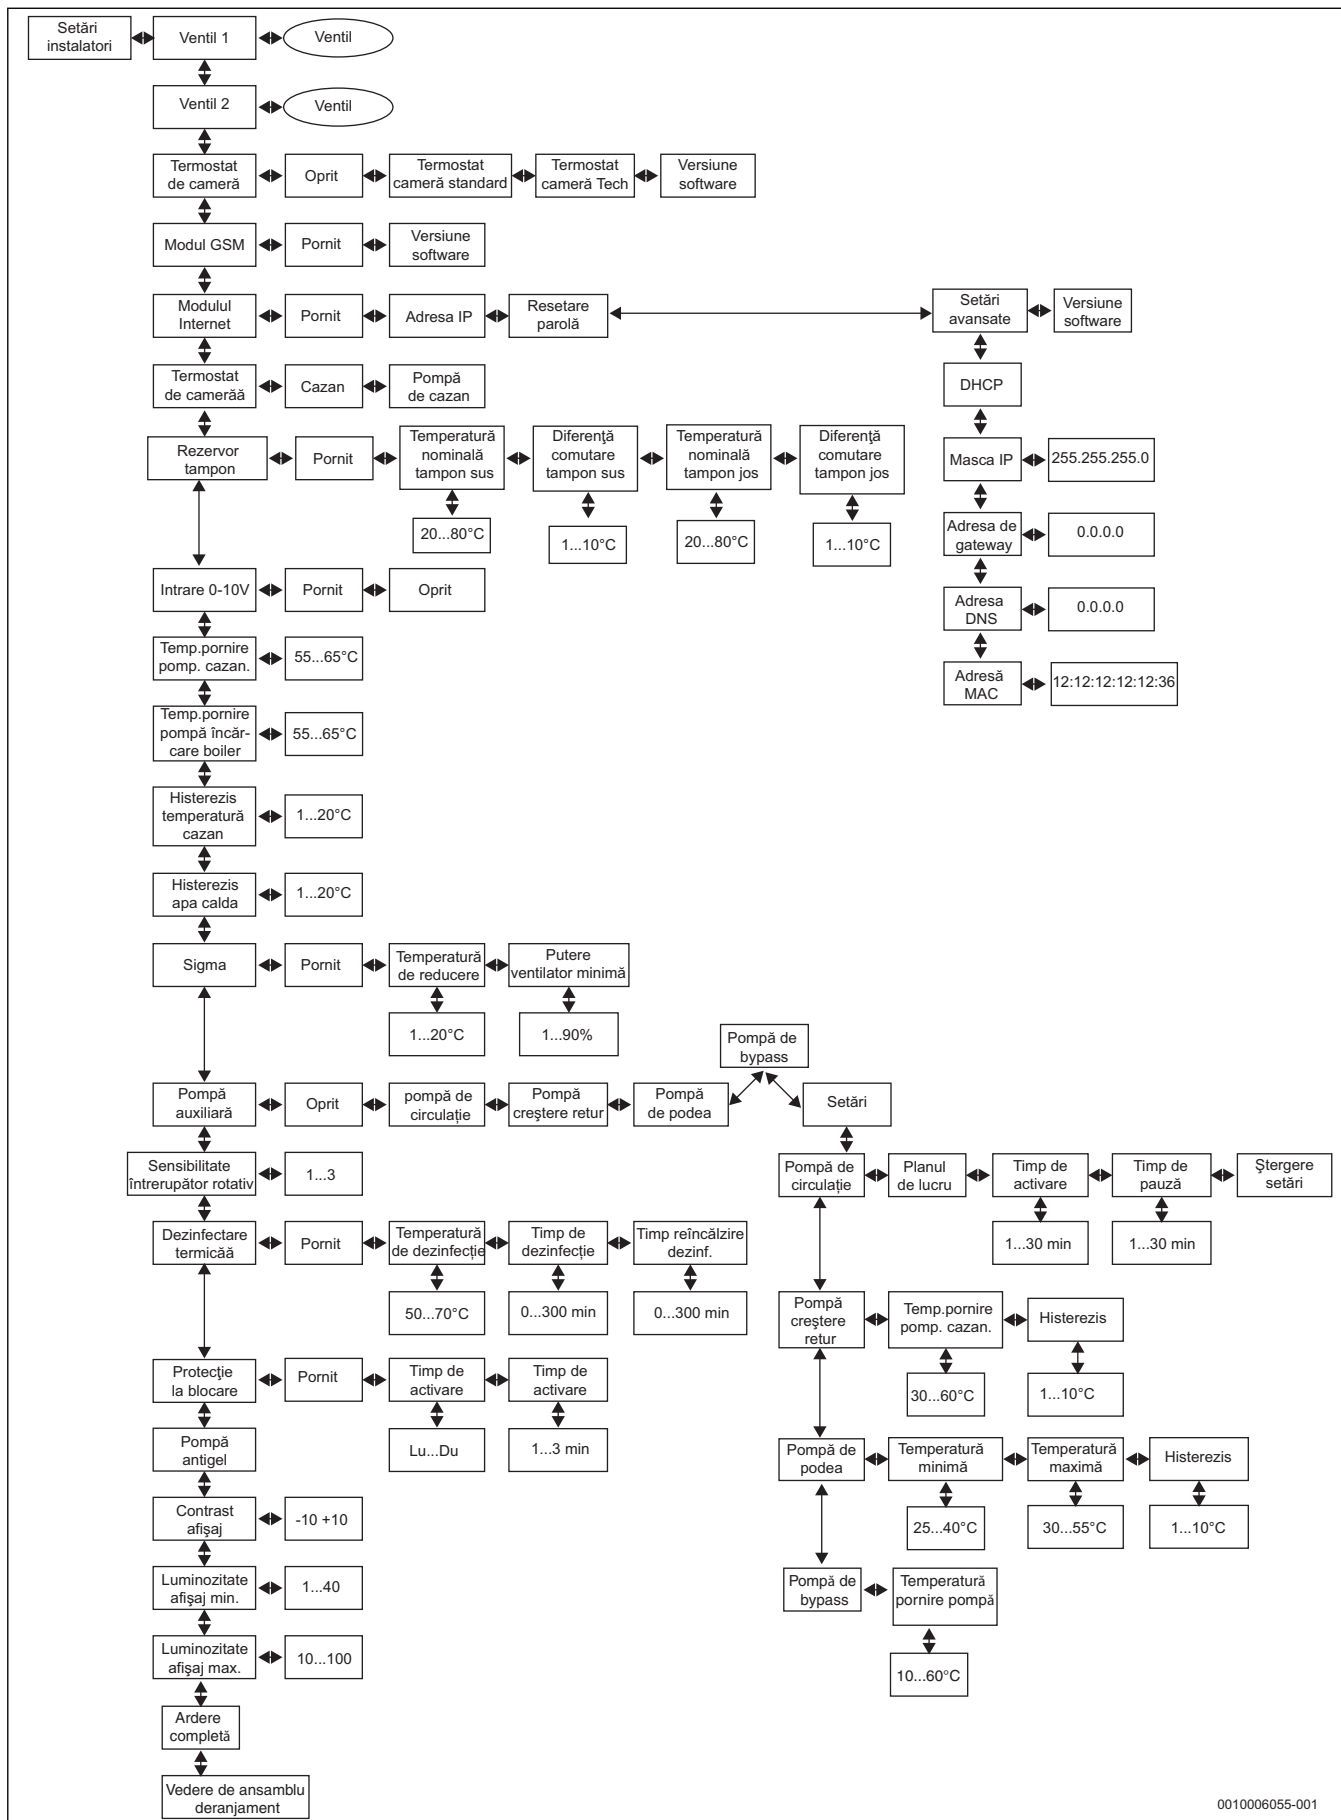 Setări
instalatori
Ventil 1
Ventil
Ventil 2
Ventil
Termostat
de cameră
Oprit
Termostat
cameră standard
Termostat
cameră Tech
Versiune
software
Modul GSM
Pornit
Versiune
software
Modulul
Internet
Pornit
Adresa IP
Resetare
parolă
Setări
avansate
Versiune
software
Termostat
de camerăă
Cazan
Pompă
de cazan
DHCP
Rezervor
tampon
Pornit
Temperatură
nominală
tampon sus
Diferenţă
comutare
tampon sus
Temperatură
nominală
tampon jos
Diferenţă
comutare
tampon jos
Masca IP
255.255.255.0
20...80°C
1...10°C
20...80°C
1...10°C
Adresa de
gateway
0.0.0.0
Intrare 0-10V
Pornit
Oprit
Adresa
DNS
0.0.0.0
Temp.pornire
pomp. cazan.
55...65°C
Adresă
MAC
12:12:12:12:12:36
Temp.pornire
pompă încăr-
care boiler
55...65°C
Histerezis
temperatură
cazan
1...20°C
Histerezis
apa calda
1...20°C
Sigma
Pornit
Temperatură
de reducere
Putere
ventilator minimă
1...20°C
1...90%
Pompă de
bypass
Pompă
auxiliară
Oprit
pompă de
circulaţie
Pompă
creştere retur
Pompă
de podea
Setări
Sensibilitate
întrerupător rotativ
1...3
Pompă de
circulaţie
Planul
de lucru
Timp de
activare
Timp de
pauză
Ştergere
setări
1...30 min
1...30 min
Dezinfectare
termicăă
Pornit
Temperatură
de dezinfecţie
Timp de
dezinfecţie
Timp reîncălzire
dezinf.
50...70°C
0...300 min
0...300 min
Pompă
creştere
retur
Temp.pornire
pomp. cazan.
Histerezis
30...60°C
1...10°C
Protecţie
la blocare
Pornit
Timp de
activare
Timp de
activare
Lu...Du
1...3 min
Pompă
antigel
Pompă de
podea
Temperatură
minimă
Temperatură
maximă
Histerezis
25...40°C
30...55°C
1...10°C
Contrast
afişaj
-10 +10
Luminozitate
afişaj min.
1...40
Pompă de
bypass
Temperatură
pornire pompă
10...60°C
Luminozitate
afişaj max.
10...100
Ardere
completă
Vedere de ansamblu
deranjament
0010006055-001